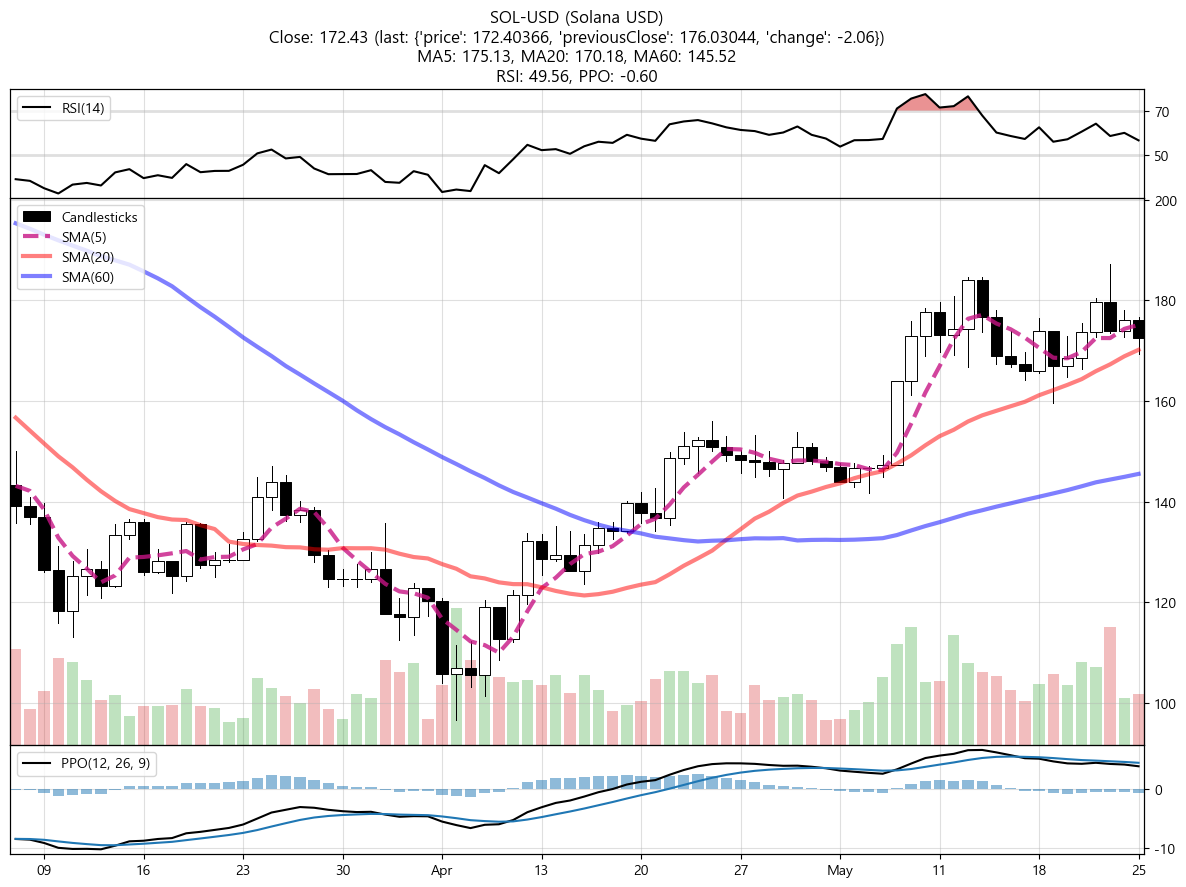 SOL-USD (Solana USD)
Close: 172.43 (last: {'price': 172.40366, 'previousClose': 176.03044, 'change': -2.06})
MA5: 175.13, MA20: 170.18, MA60: 145.52
RSI: 49.56, PPO: -0.60
RSI(14)
70
50
200
Candlesticks
SMA(5)
SMA(20)
SMA(60)
180
160
140
120
100
PPO(12, 26, 9)
0
-10
09 16 23 30 Apr 13 20 27 May 11 18 25